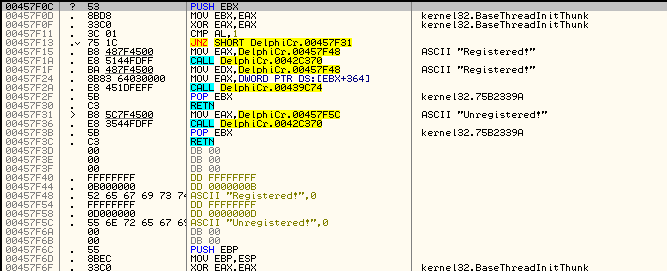 00457F0C ? 53 PUSH EBX
00457F0D . 8BD8 MOV EBX,EAX kernel32.BaseThreadInitThunk
00457F0F . 33C0 XOR EAX,EAX kernel32.BaseThreadInitThunk
00457F11 . 3C 01 CMP AL,1
00457F13 .v 75 1C JNZ SHORT DelphiCr.00457F31
00457F15 . B8 487F4500 MOV EAX,DelphiCr.00457F48 ASCII "Registered!"
00457F1A . E8 5144FDFF CALL DelphiCr.0042C370
00457F1F . BA 487F4500 MOV EDX,DelphiCr.00457F48 ASCII "Registered!"
00457F24 . 8B83 64030000 MOV EAX,DWORD PTR DS:[EBX+364]
00457F2A . E8 451DFEFF CALL DelphiCr.00439C74
00457F2F . 5B POP EBX kernel32.75B2339A
00457F30 . C3 RETN
00457F31 > B8 5C7F4500 MOV EAX,DelphiCr.00457F5C ASCII "Unregistered!"
00457F36 . E8 3544FDFF CALL DelphiCr.0042C370
00457F3B . 5B POP EBX kernel32.75B2339A
00457F3C . C3 RETN
00457F3D 00 DB 00
00457F3E 00 DB 00
00457F3F 00 DB 00
00457F40 . FFFFFFFF DD FFFFFFFF
00457F44 . 0B000000 DD 0000000B
00457F48 . 52 65 67 69 73 74 ASCII "Registered!",0
00457F54 . FFFFFFFF DD FFFFFFFF
00457F58 . 0D000000 DD 0000000D
00457F5C . 55 6E 72 65 67 69 ASCII "Unregistered!",0
00457F6A 00 DB 00
00457F6B 00 DB 00
00457F6C . 55 PUSH EBP
00457F6D . 8BEC MOV EBP,ESP
00457F6F . 33C0 XOR EAX,EAX kernel32.BaseThreadInitThunk